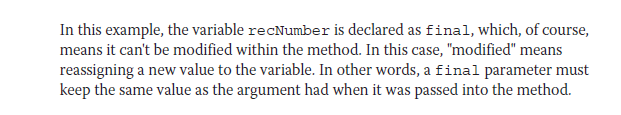 In this example, the variable recNumber is declared as final, which, of course,
means it can't be modified within the method. In this case, "modified" means
reassigning a new value to the variable. In other words, a final parameter must
keep the same value as the argument had when it was passed into the method.